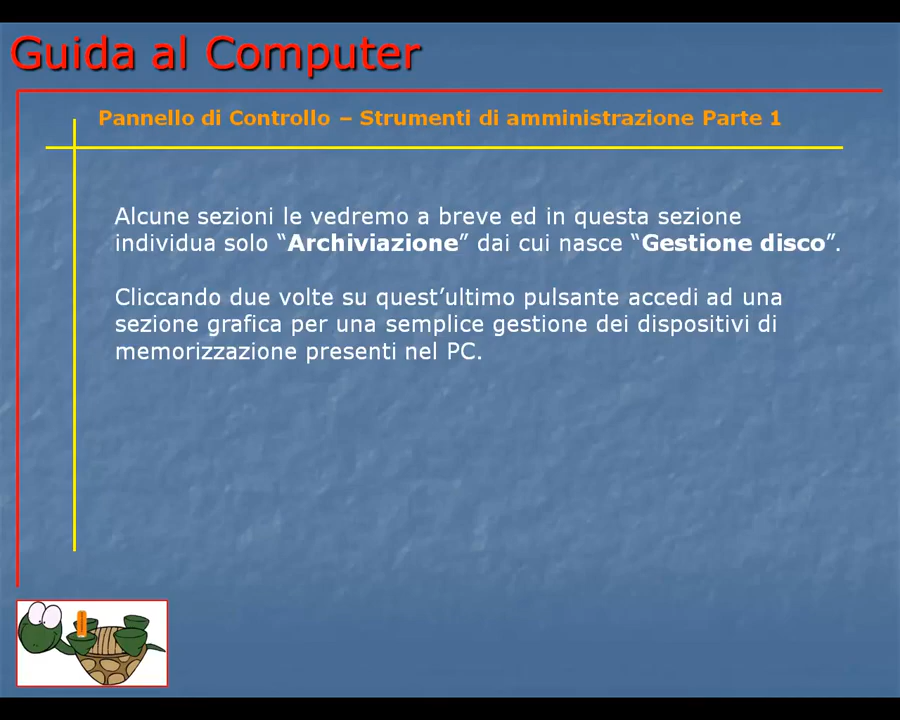 Guida al Computer
Pannello di Controllo – Strumenti di amministrazione Parte 1
Alcune sezioni le vedremo a breve ed in questa sezione
individua solo “Archiviazione” dai cui nasce “Gestione disco”.
Cliccando due volte su quest’ultimo pulsante accedi ad una
sezione grafica per una semplice gestione dei dispositivi di
memorizzazione presenti nel PC.